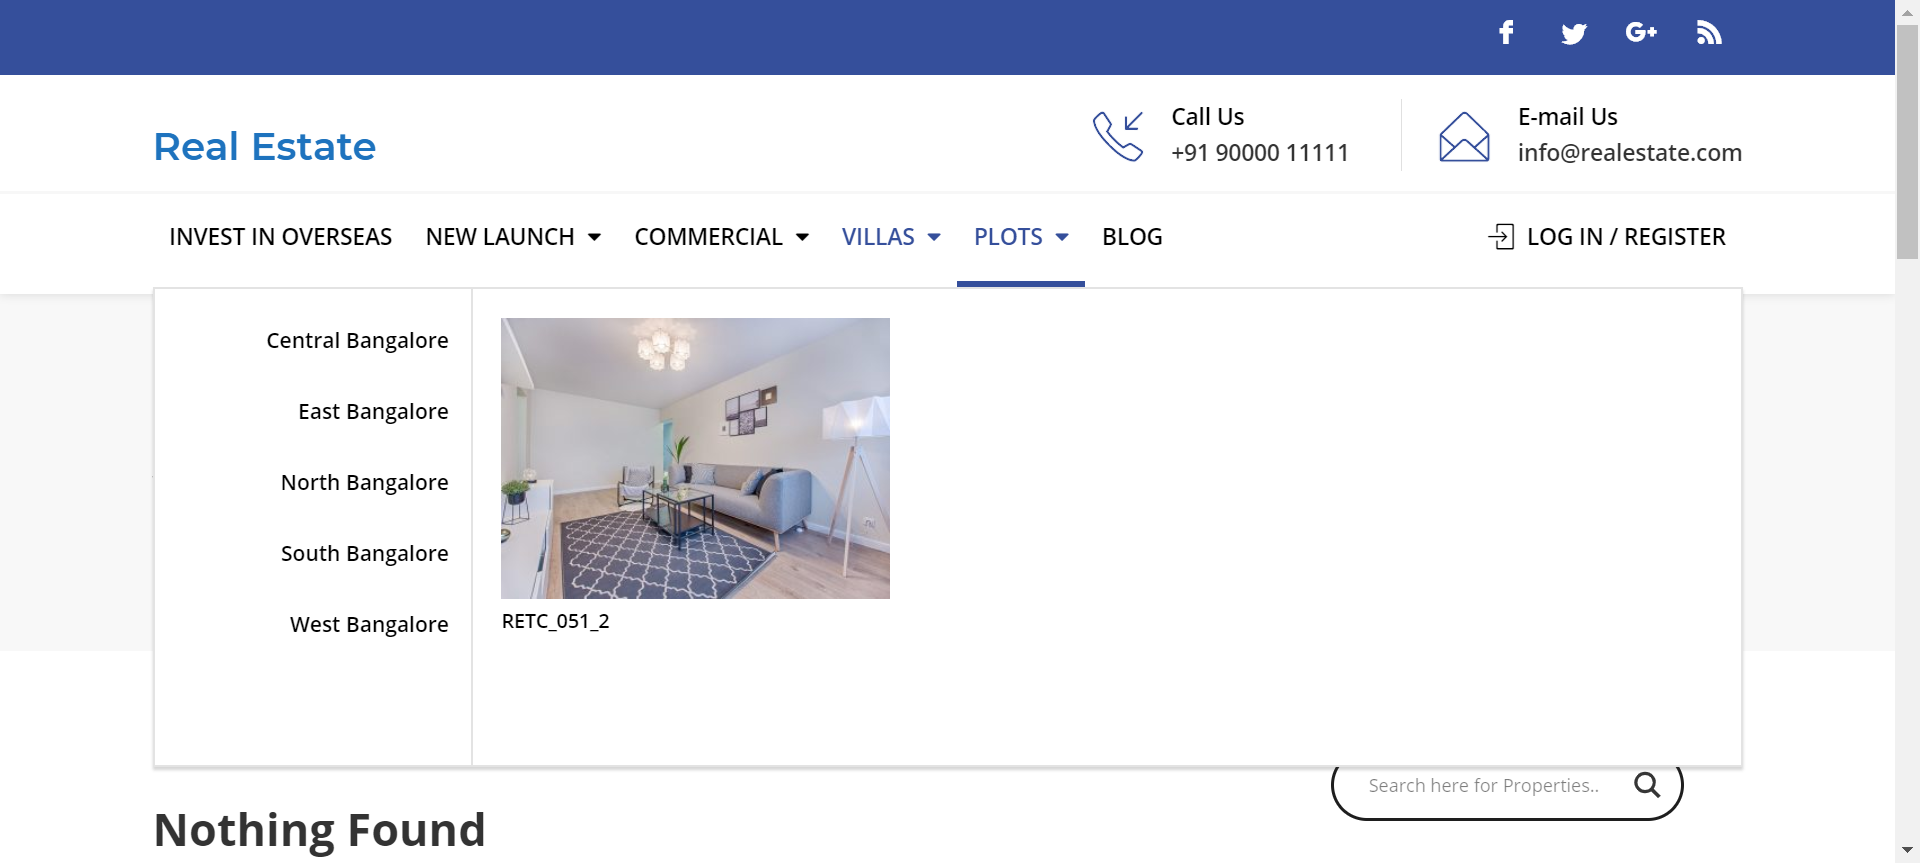 Real Estate
Call Us
+91 90000 11111
E-mail Us
info@realestate.com
INVEST IN OVERSEAS NEW LAUNCH COMMERCIAL VILLAS PLOTS BLOG LOG IN / REGISTER
Central Bangalore
East Bangalore
North Bangalore
South Bangalore
West Bangalore
RETC_051_2
Search here for Properties..
Nothing Found